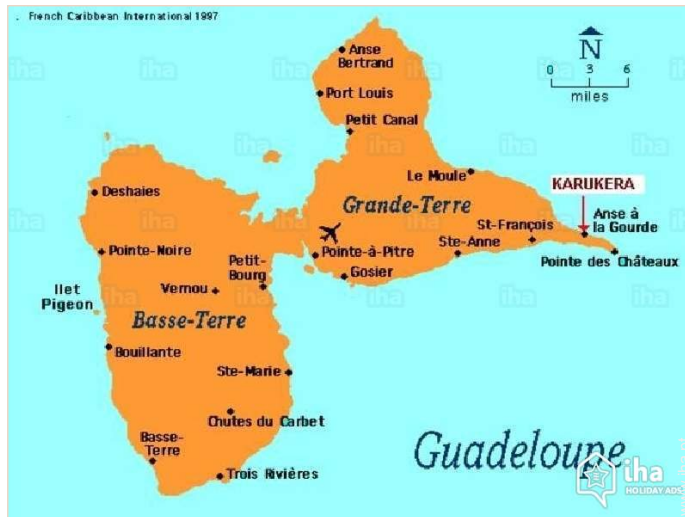 . French Caribbean International 1997
N
0 3 6
miles
Anse
Bertrand
Port Louis
Petit Canal
Le Moule
KARUKERA
Deshaies
Grande-Terre
St-François
Anse à
la Gourde
Ste-Anne
Pointe-Noire
Petit-
Bourg
Pointe-à-Pitre
Pointe des Châteaux
Gosier
Ilet
Pigeon
Vernou
Basse-Terre
Bouillante
Ste-Marie
Chutes du Carbet
Basse-
Terre
Trois Rivières
Guadeloupe
iha
HOLIDAY ADS